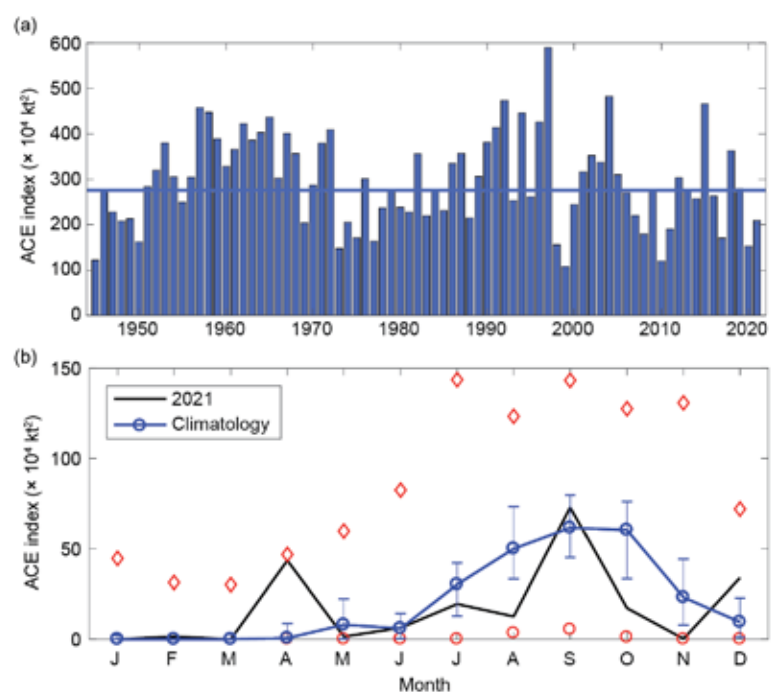 (a)
600
500
400
300
200
100
0
ACE index (× 10⁴ kt²)
1950 1960 1970 1980 1990 2000 2010 2020
(b)
150
100
50
0
ACE index (× 10⁴ kt²)
2021
Climatology
J F M A M J J A S O N D
Month